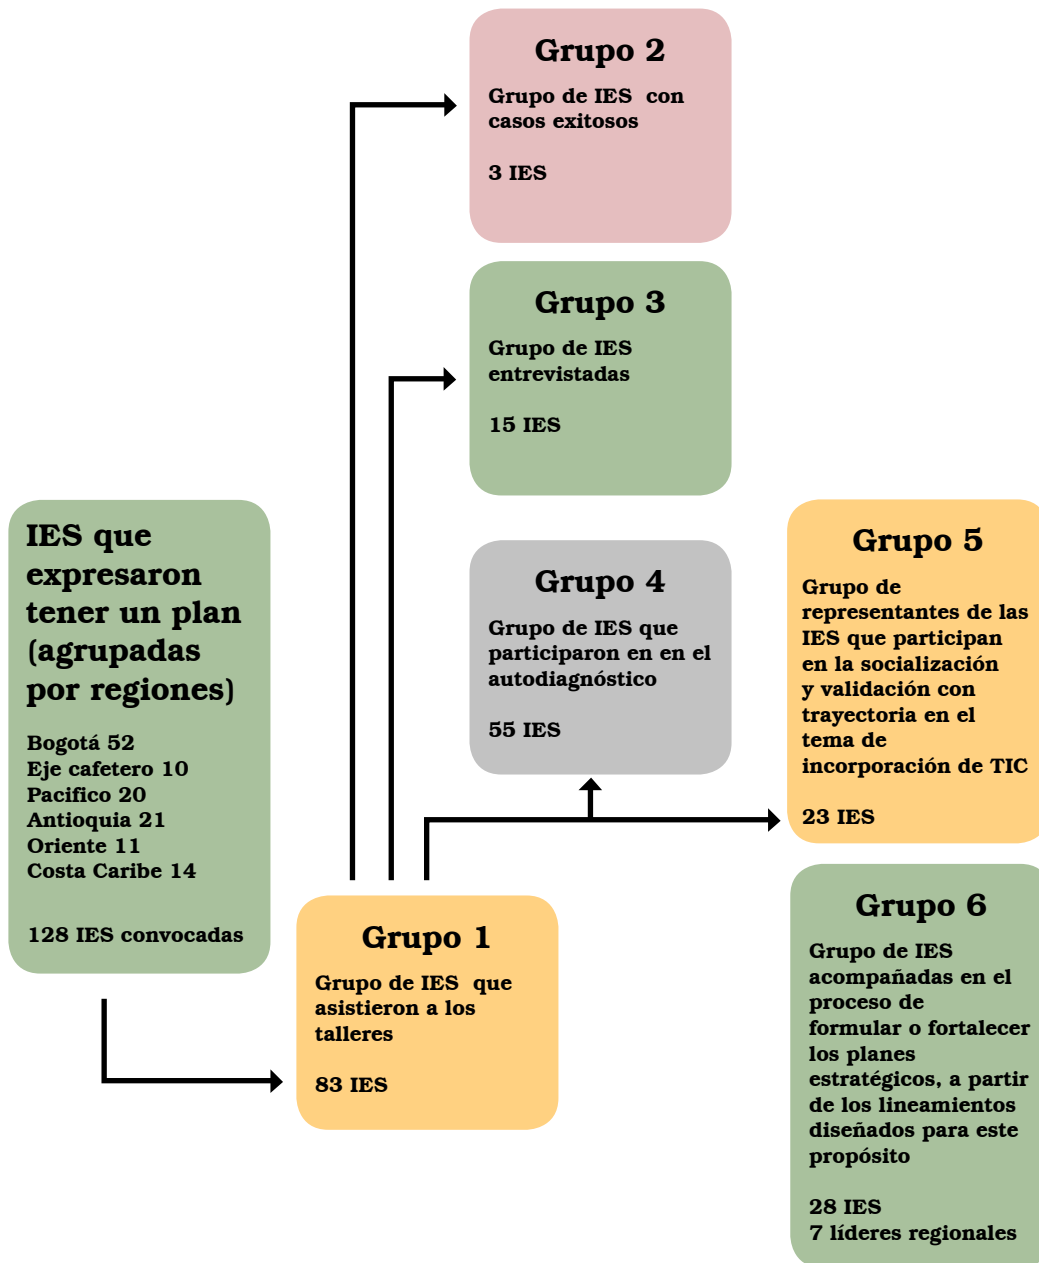 Grupo 2
Grupo de IES  con
casos exitosos
3 IES
Grupo 3
Grupo de IES
entrevistadas
15 IES
IES que
expresaron
tener un plan
(agrupadas
por regiones)
Bogotá 52
Eje cafetero 10
Pacifico 20
Antioquia 21
Oriente 11
Costa Caribe 14
128 IES convocadas
Grupo 4
Grupo de IES que
participaron en en el
autodiagnóstico
55 IES
Grupo 5
Grupo de
representantes de las
IES que participan
en la socialización
y validación con
trayectoria en el
tema de
incorporación de TIC
23 IES
Grupo 1
Grupo de IES  que
asistieron a los
talleres
83 IES
Grupo 6
Grupo de IES
acompañadas en el
proceso de
formular o fortalecer
los planes
estratégicos, a partir
de los lineamientos
diseñados para este
propósito
28 IES
7 líderes regionales